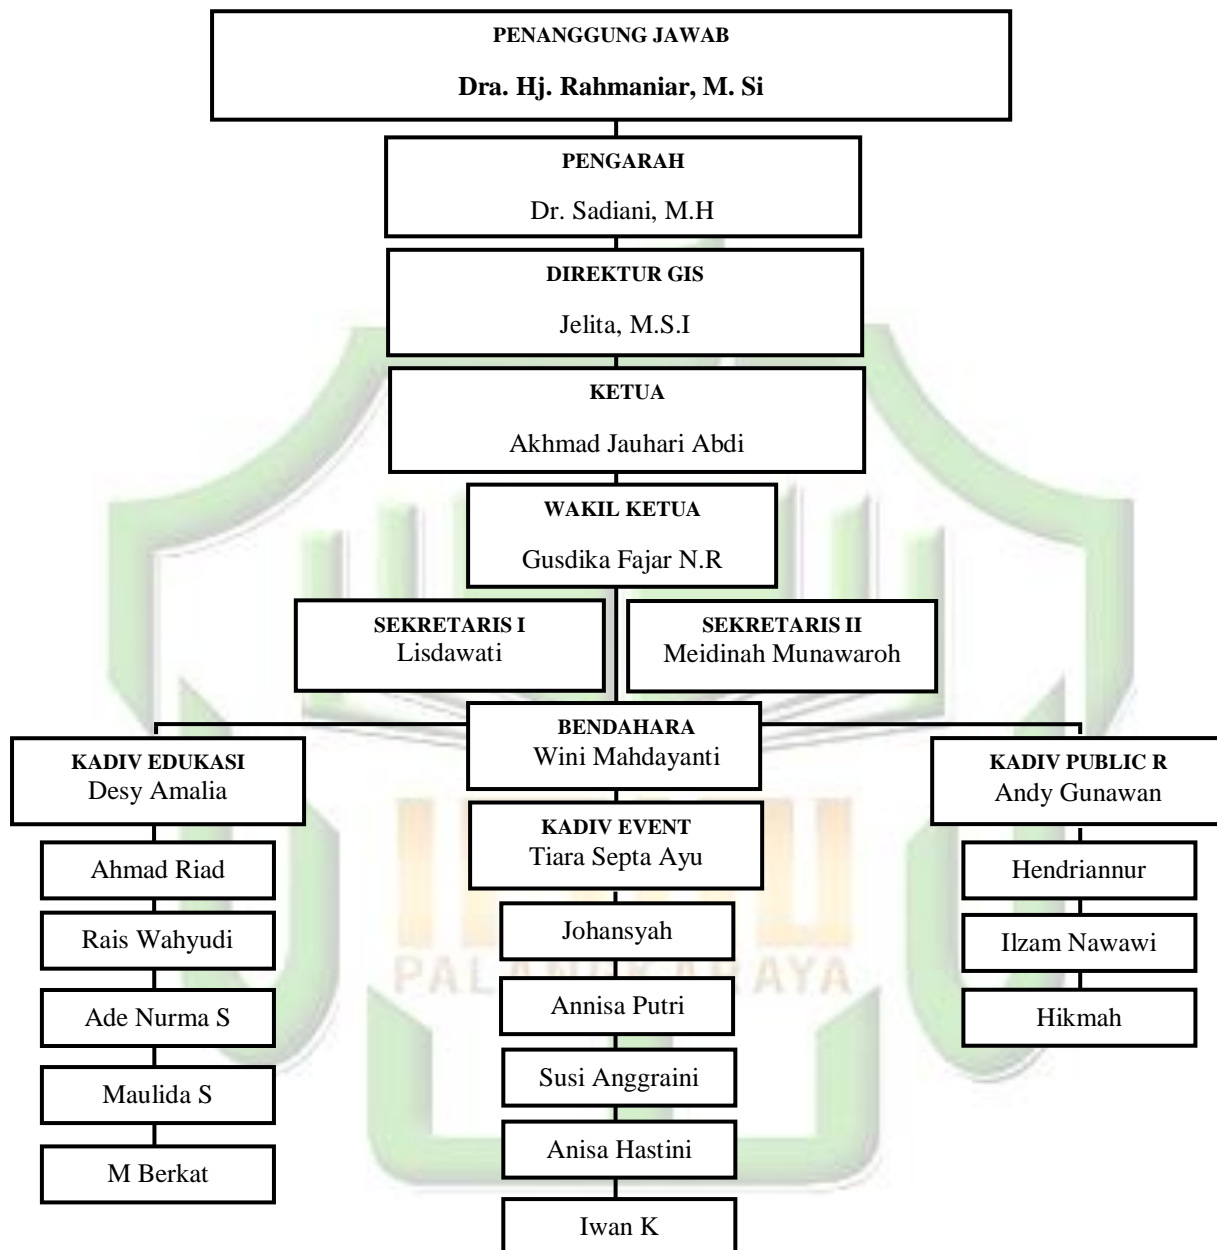 PENANGGUNG JAWAB
Dra. Hj. Rahmaniar, M. Si
PENGARAH
Dr. Sadiani, M.H
DIREKTUR GIS
Jelita, M.S.I
KETUA
Akhmad Jauhari Abdi
WAKIL KETUA
Gusdika Fajar N.R
SEKRETARIS I
Lisdawati
SEKRETARIS II
Meidinah Munawaroh
BENDAHARA
Wini Mahdayanti
KADIV EDUKASI
Desy Amalia
Ahmad Riad
Rais Wahyudi
Ade Nurma S
Maulida S
M Berkat
KADIV EVENT
Tiara Septa Ayu
Johansyah
Annisa Putri
Susi Anggraini
Anisa Hastini
Iwan K
KADIV PUBLIC R
Andy Gunawan
Hendriannur
Ilzam Nawawi
Hikmah